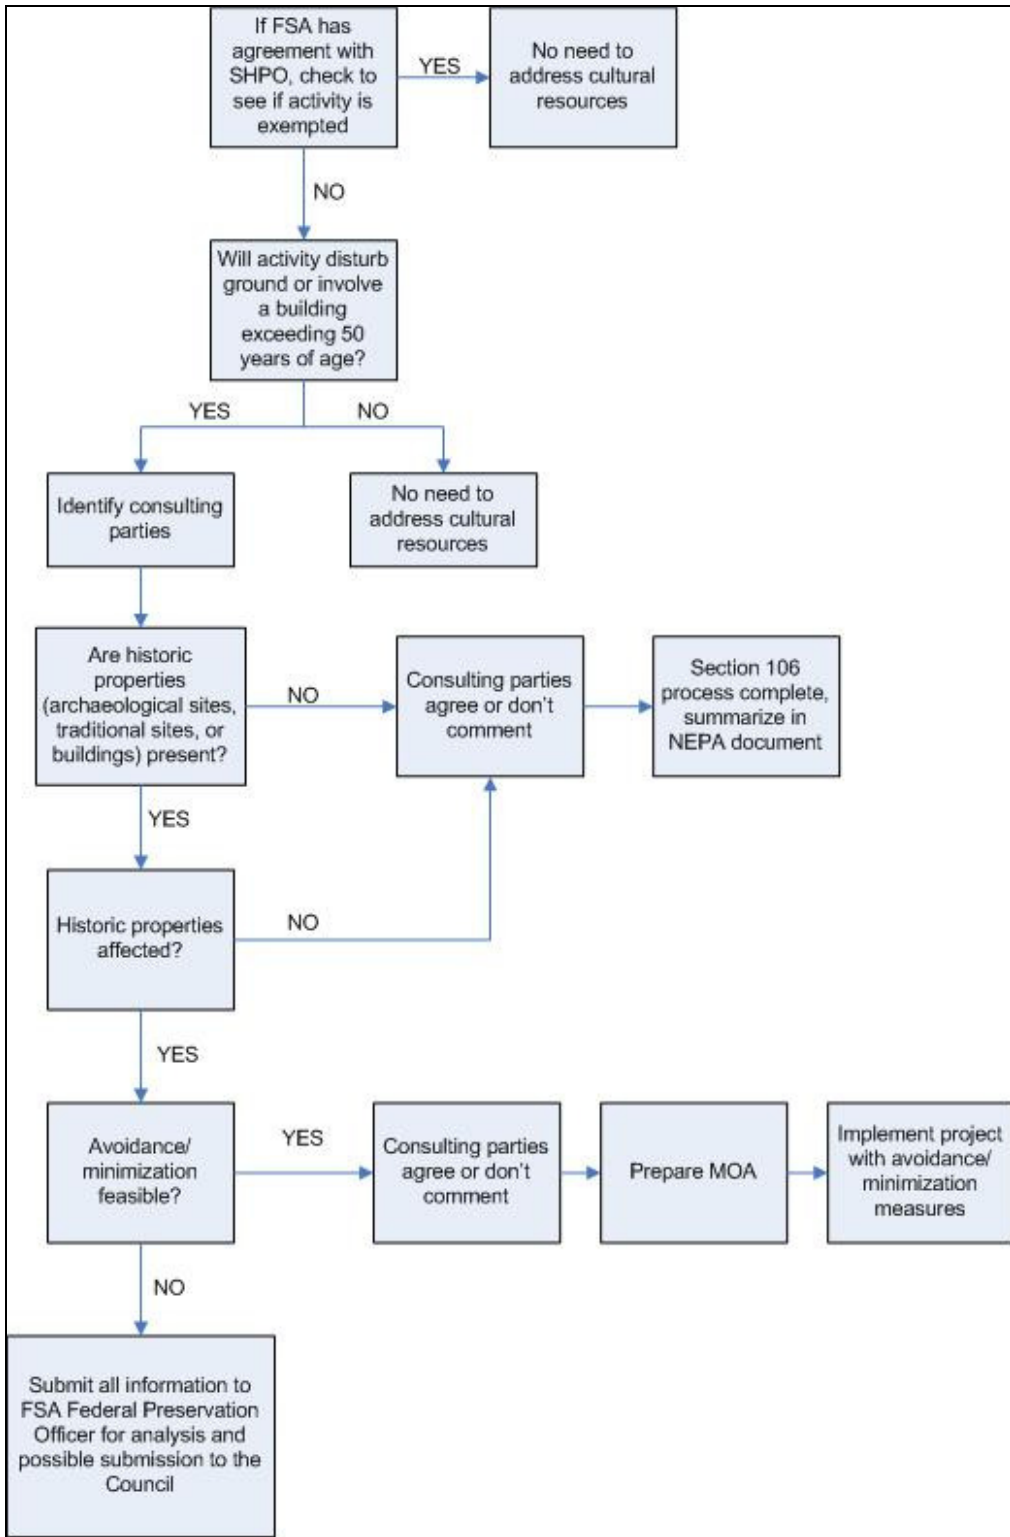 If FSA has
agreement with
SHPO, check to
see if activity is
exempted
YES
No need to
address cultural
resources
NO
Will activity disturb
ground or involve
a building
exceeding 50
years of age?
YES
NO
Identify consulting
parties
No need to
address cultural
resources
Are historic
properties
(archaeological sites,
traditional sites, or
buildings) present?
NO
Consulting parties
agree or don't
comment
Section 106
process complete,
summarize in
NEPA document
YES
Historic properties
affected?
NO
YES
Avoidance/
minimization
feasible?
YES
Consulting parties
agree or don't
comment
Prepare MOA
Implement project
with avoidance/
minimization
measures
NO
Submit all information to
FSA Federal Preservation
Officer for analysis and
possible submission to the
Council